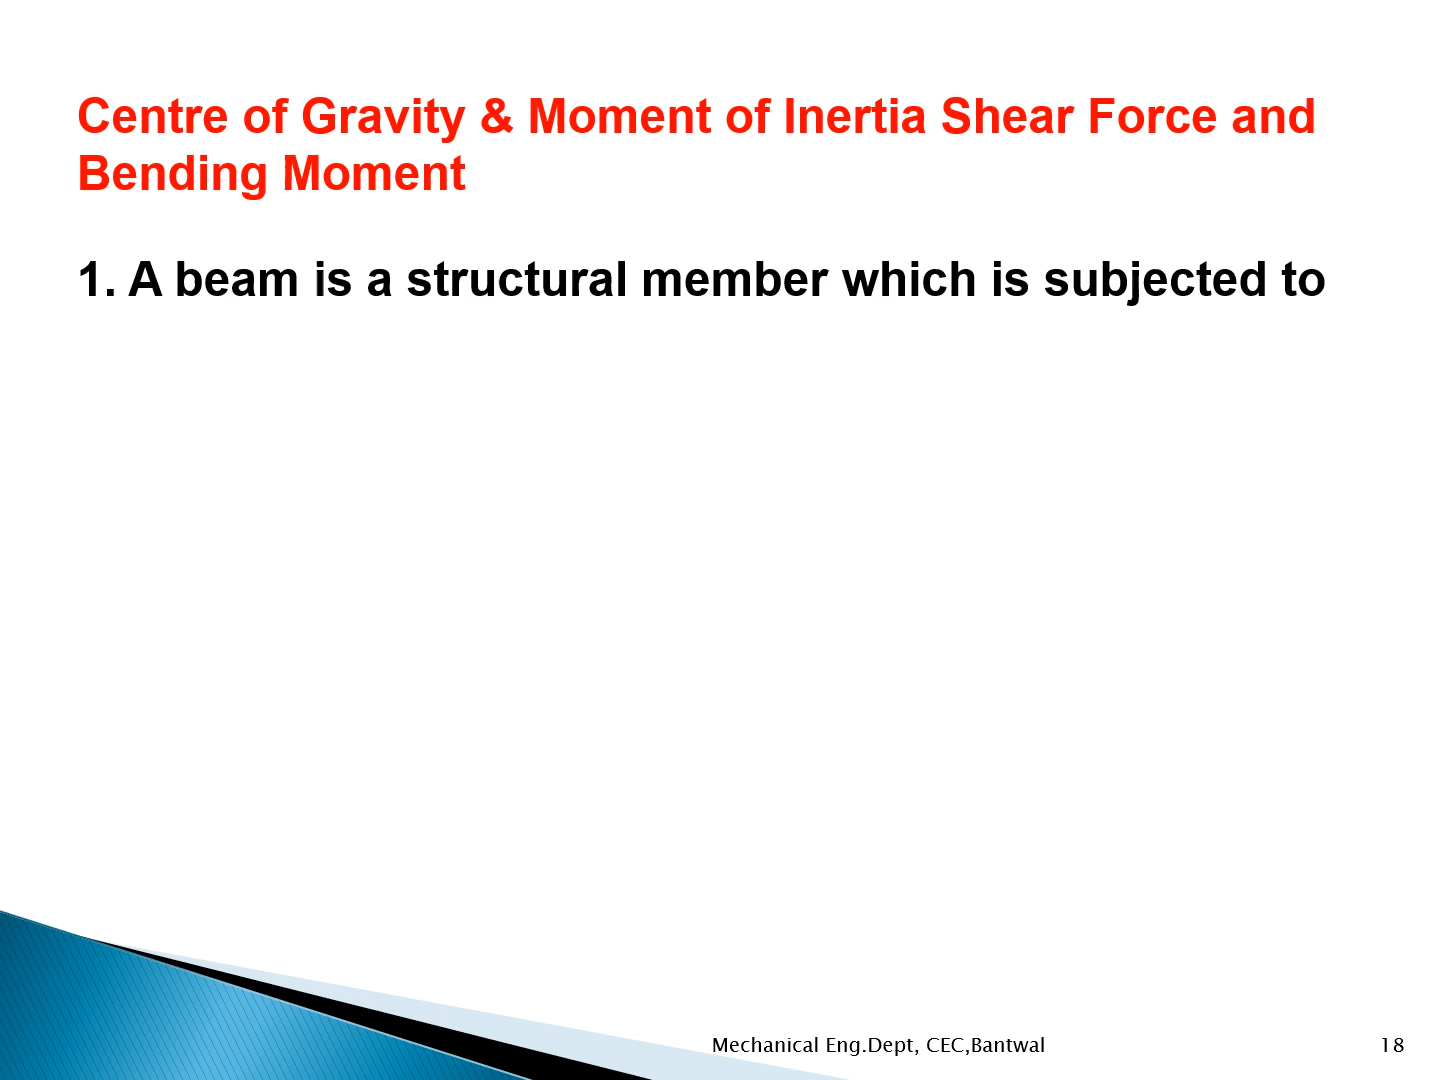 Centre of Gravity & Moment of Inertia Shear Force and
Bending Moment
1. A beam is a structural member which is subjected to
Mechanical Eng.Dept, CEC,Bantwal
18